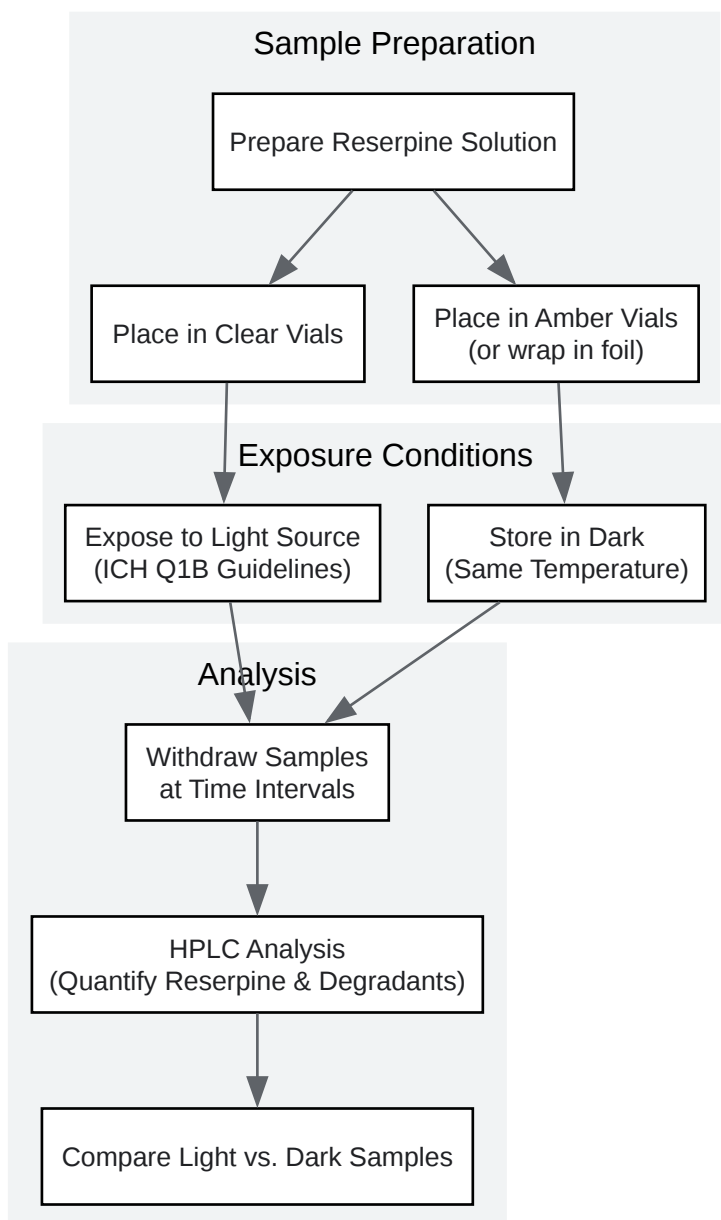 Sample Preparation
Prepare Reserpine Solution
Place in Clear Vials
Place in Amber Vials
(or wrap in foil)
Exposure Conditions
Expose to Light Source
(ICH Q1B Guidelines)
Store in Dark
(Same Temperature)
Analysis
Withdraw Samples
at Time Intervals
HPLC Analysis
(Quantify Reserpine & Degradants)
Compare Light vs. Dark Samples